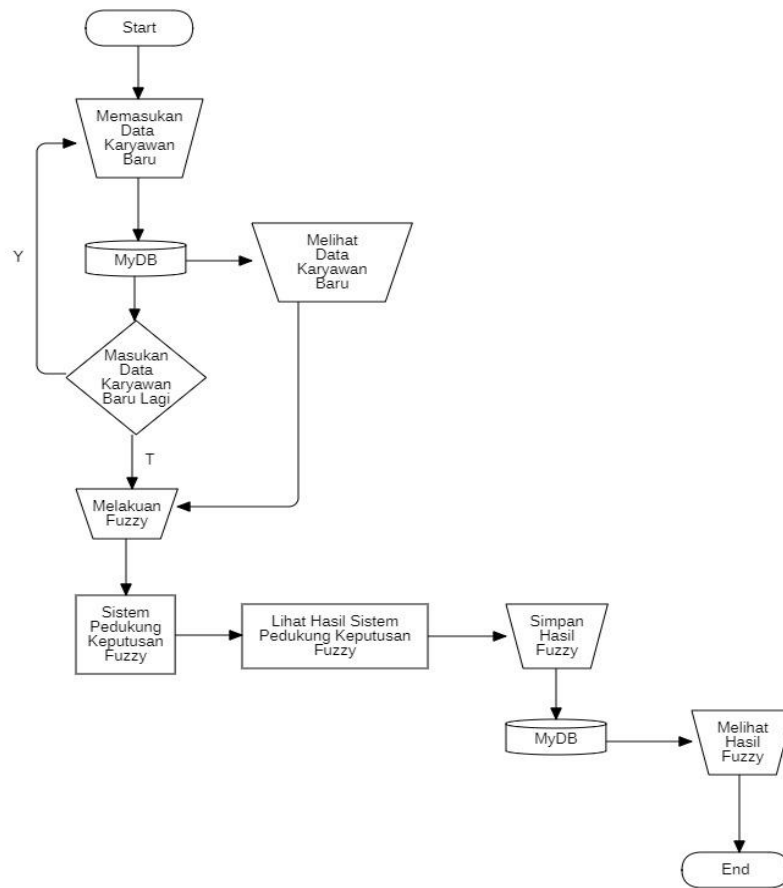 Start
Memasukan
Data
Karyawan
Baru
Y
MyDB
Melihat
Data
Karyawan
Baru
Masukan
Data
Karyawan
Baru Lagi
T
Melakuan
Fuzzy
Sistem
Pedukung
Keputusan
Fuzzy
Lihat Hasil Sistem
Pedukung Keputusan
Fuzzy
Simpan
Hasil
Fuzzy
MyDB
Melihat
Hasil
Fuzzy
End